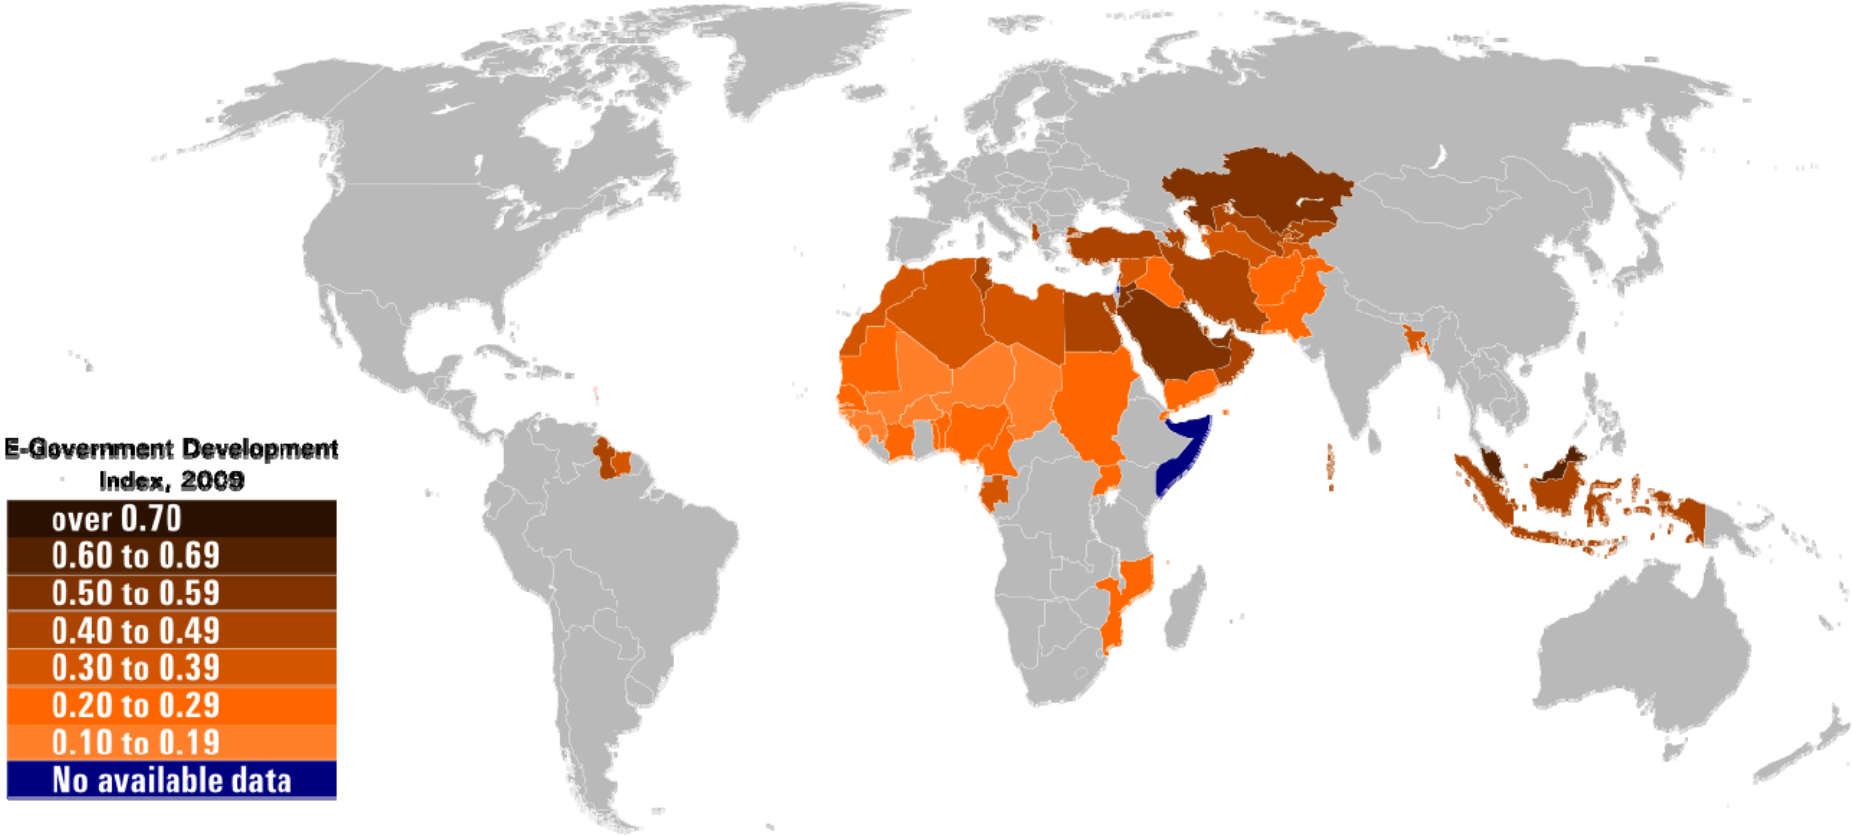 E-Government Development
Index, 2009
over 0.70
0.60 to 0.69
0.50 to 0.59
0.40 to 0.49
0.30 to 0.39
0.20 to 0.29
0.10 to 0.19
No available data